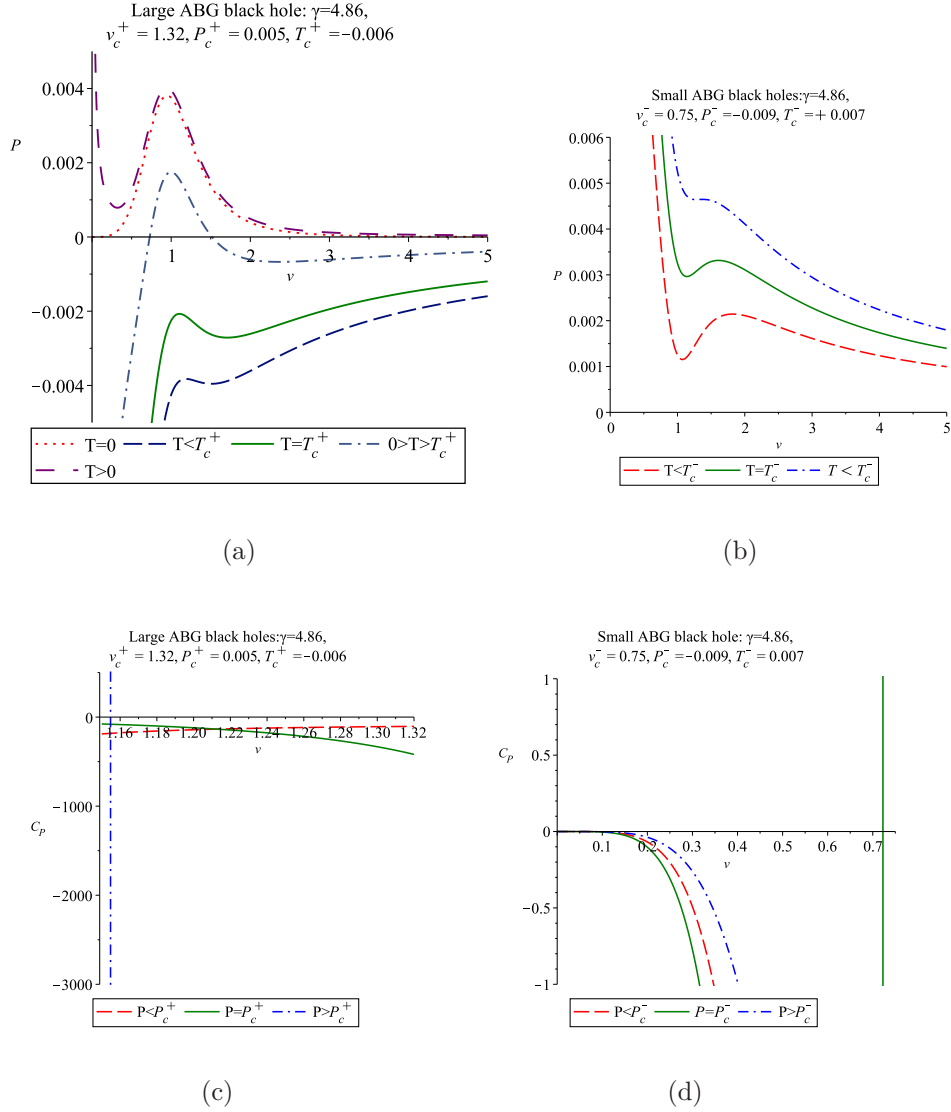 Large ABG black hole: γ=4.86,
v_c^+ = 1.32, P_c^+ = 0.005, T_c^+ = −0.006
0.004
P
0.002
0
1
2
3
4
5
v
−0.002
−0.004
T=0
T<T_c^+
T=T_c^+
0>T>T_c^+
T>0
(a)
Small ABG black holes:γ=4.86,
v_c^- = 0.75, P_c^- = −0.009, T_c^- = + 0.007
0.006
0.005
0.004
P
0.003
0.002
0.001
0
0
1
2
3
4
5
v
T<T_c^-
T=T_c^-
T < T_c^-
(b)
Large ABG black holes:γ=4.86,
v_c^+ = 1.32, P_c^+ = 0.005, T_c^+ = −0.006
0
1.16
1.18
1.20
1.22
1.24
1.26
1.28
1.30
1.32
v
−1000
C_P
−2000
−3000
P<P_c^+
P=P_c^+
P>P_c^+
(c)
Small ABG black hole: γ=4.86,
v_c^- = 0.75, P_c^- = −0.009, T_c^- = 0.007
1
0.5
C_P
0
0.1
0.2
0.3
0.4
0.5
0.6
0.7
v
−0.5
−1
P<P_c^-
P=P_c^-
P>P_c^-
(d)